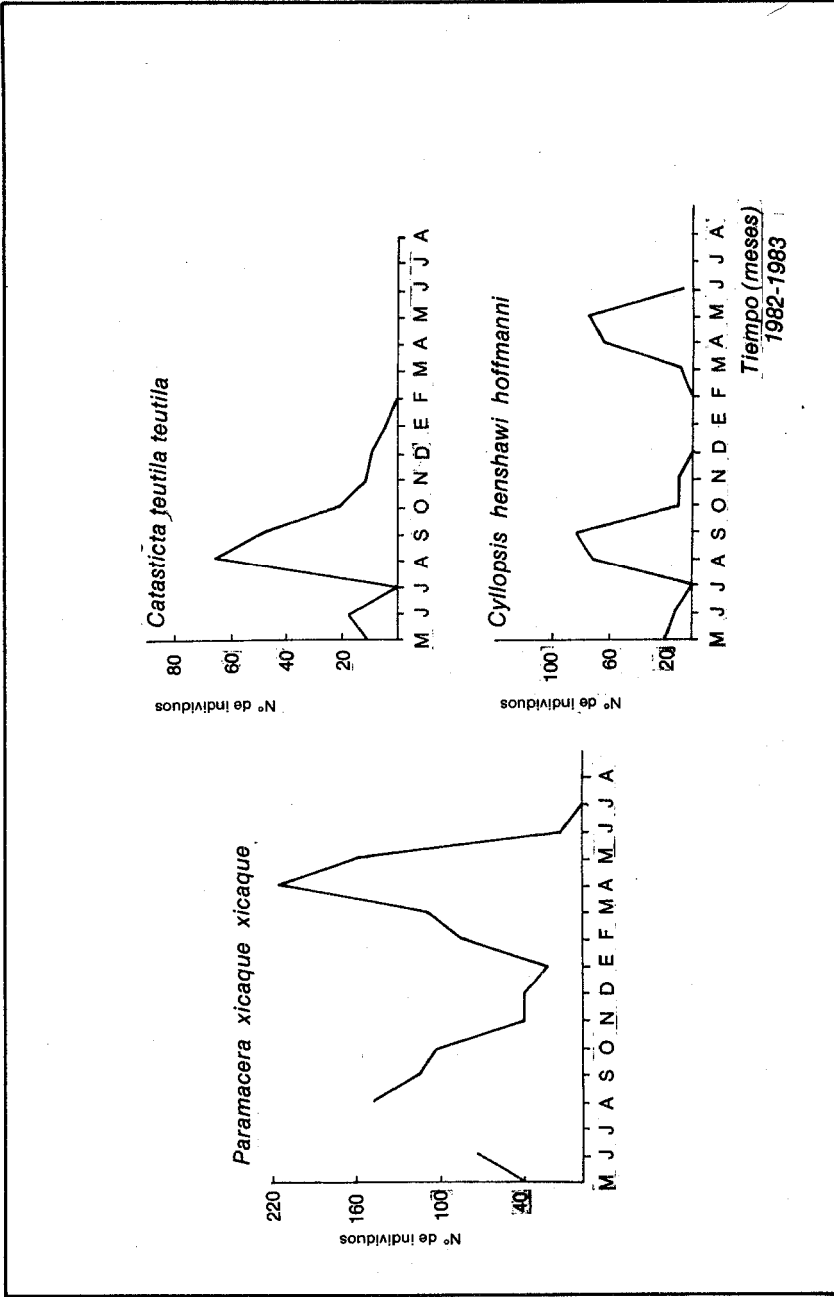 Paramacera xicaque xicaque
Nº de individuos
220
160
100
40
M J J A S O N D E F M A M J J A
Catasticta teutila teutila
Nº de individuos
80
60
40
20
M J J A S O N D E F M A M J J A
Cyllopsis henshawi hoffmanni
Nº de individuos
100
60
20
M J J A S O N D E F M A M J J A
Tiempo (meses)
1982-1983